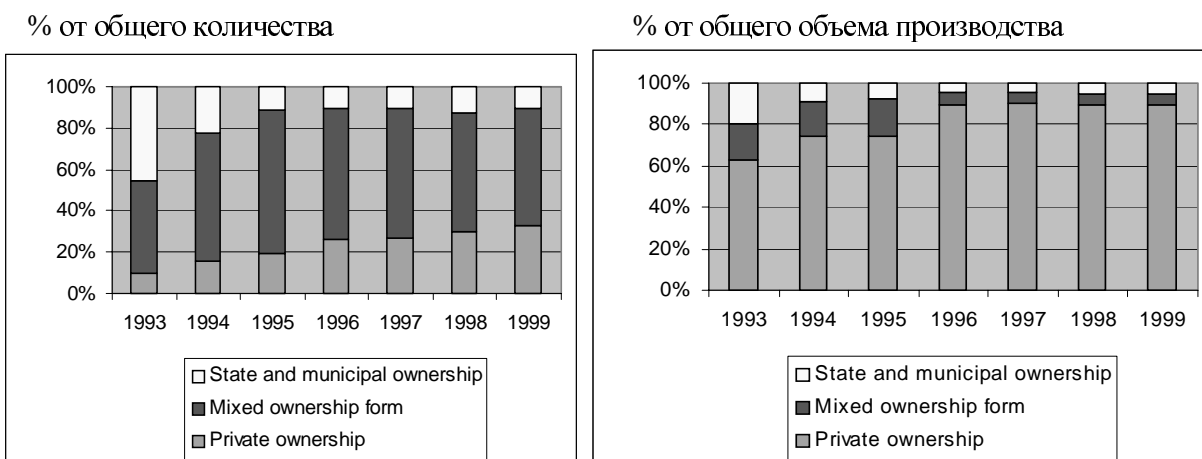 % от общего количества
100%
80%
60%
40%
20%
0%
1993 1994 1995 1996 1997 1998 1999
State and municipal ownership
Mixed ownership form
Private ownership
% от общего объема производства
100%
80%
60%
40%
20%
0%
1993 1994 1995 1996 1997 1998 1999
State and municipal ownership
Mixed ownership form
Private ownership